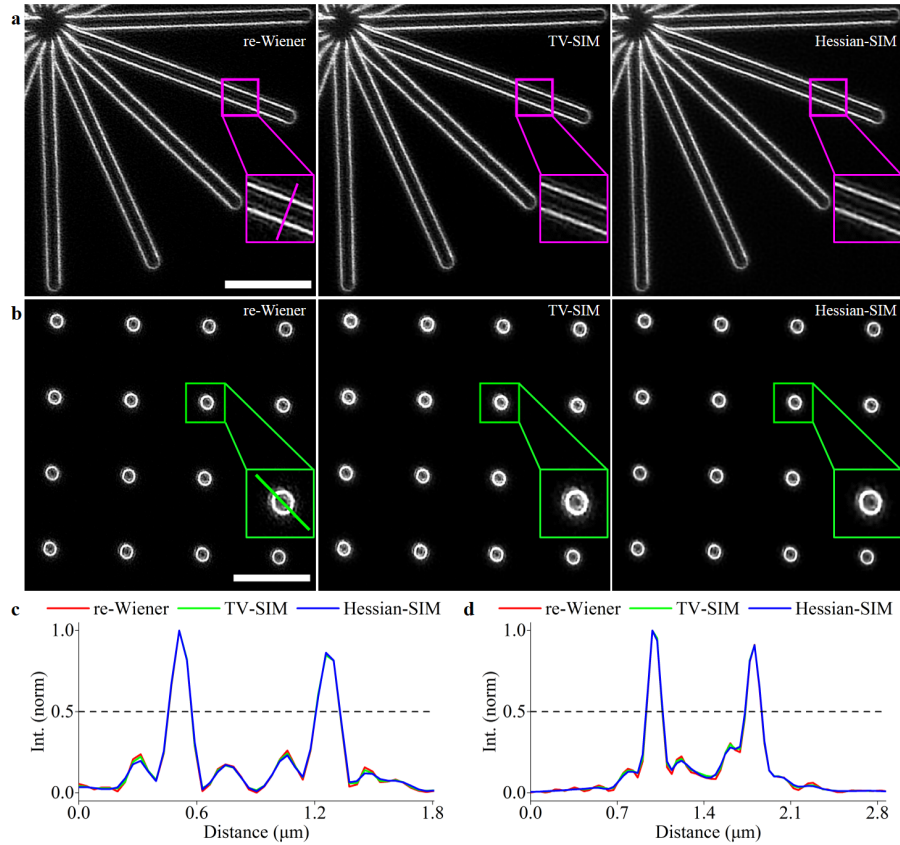 a
re-Wiener
TV-SIM
Hessian-SIM
b
re-Wiener
TV-SIM
Hessian-SIM
c
re-Wiener
TV-SIM
Hessian-SIM
1.0
0.5
0.0
Int. (norm)
0.0
0.6
1.2
1.8
Distance (μm)
d
re-Wiener
TV-SIM
Hessian-SIM
1.0
0.5
0.0
Int. (norm)
0.0
0.7
1.4
2.1
2.8
Distance (μm)